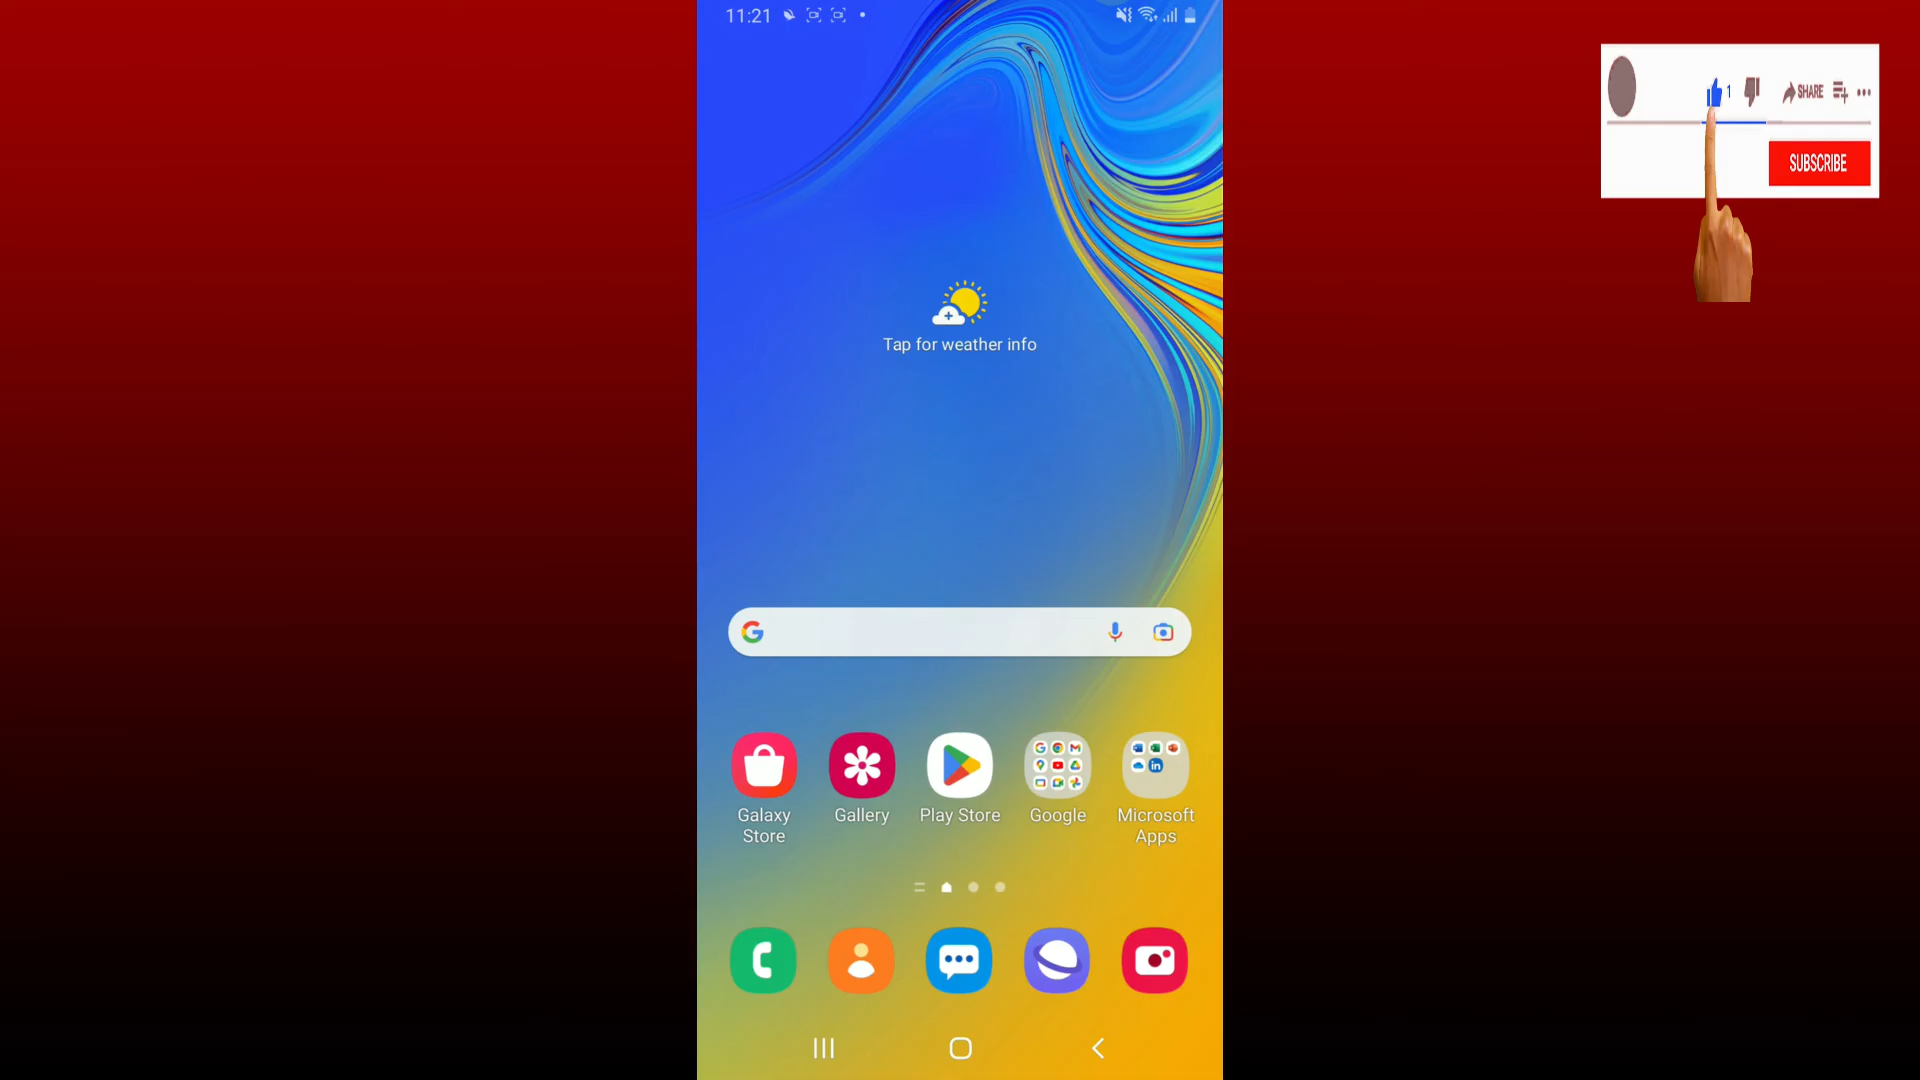 11:21
1
SHARE
SUBSCRIBE
Tap for weather info
Galaxy
Store
Gallery
Play Store
Google
Microsoft
Apps